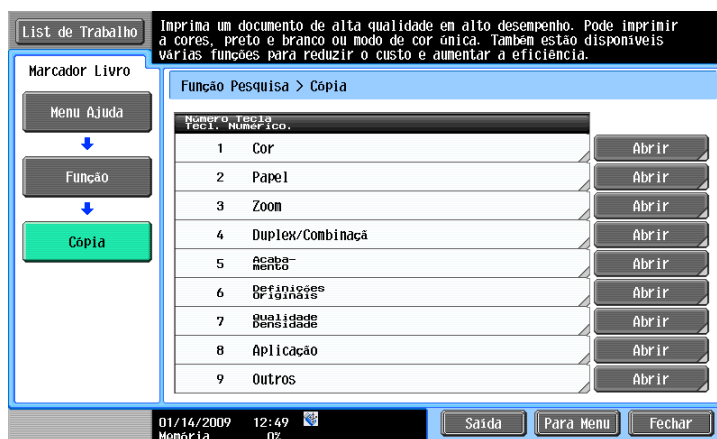 List de Trabalho
Imprima um documento de alta qualidade em alto desempenho. Pode imprimir
a cores, preto e branco ou modo de cor única. Também estão disponíveis
várias funções para reduzir o custo e aumentar a eficiência.
Marcador Livro
Menu Ajuda
Função
Cópia
Função Pesquisa > Cópia
Número Tecla
Tecl. Numérico.
1 Cor Abrir
2 Papel Abrir
3 Zoom Abrir
4 Duplex/Combinaçã Abrir
5 Acaba-
mento Abrir
6 Definições
Originais Abrir
7 Qualidade
Densidade Abrir
8 Aplicação Abrir
9 Outros Abrir
01/14/2009 12:49
Memória 0%
Saída Para Menu Fechar